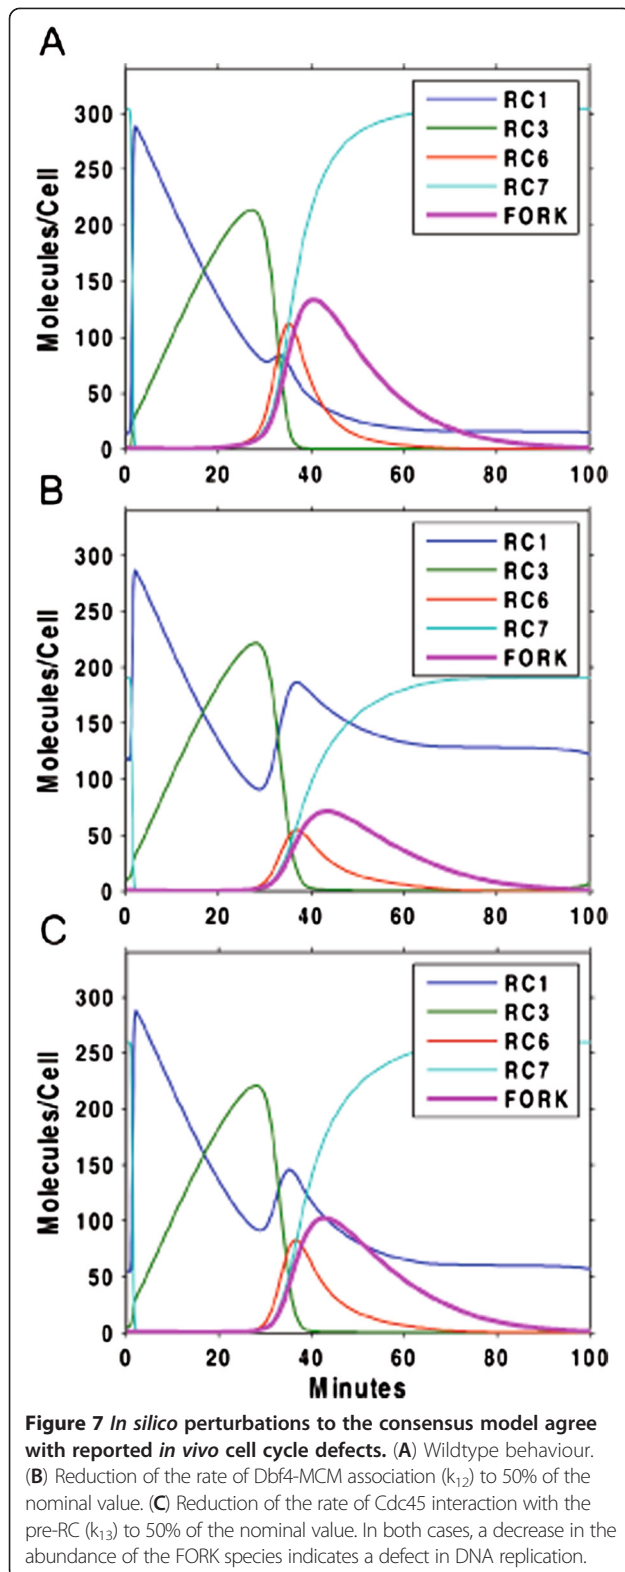 A
Molecules/Cell
300
250
200
150
100
50
0
RC1
RC3
RC6
RC7
FORK
0 20 40 60 80 100
B
Molecules/Cell
300
250
200
150
100
50
0
RC1
RC3
RC6
RC7
FORK
0 20 40 60 80 100
C
Molecules/Cell
300
250
200
150
100
50
0
RC1
RC3
RC6
RC7
FORK
0 20 40 60 80 100
Minutes
Figure 7 In silico perturbations to the consensus model agree
with reported in vivo cell cycle defects. (A) Wildtype behaviour.
(B) Reduction of the rate of Dbf4-MCM association (k₁₂) to 50% of the
nominal value. (C) Reduction of the rate of Cdc45 interaction with the
pre-RC (k₁₃) to 50% of the nominal value. In both cases, a decrease in the
abundance of the FORK species indicates a defect in DNA replication.